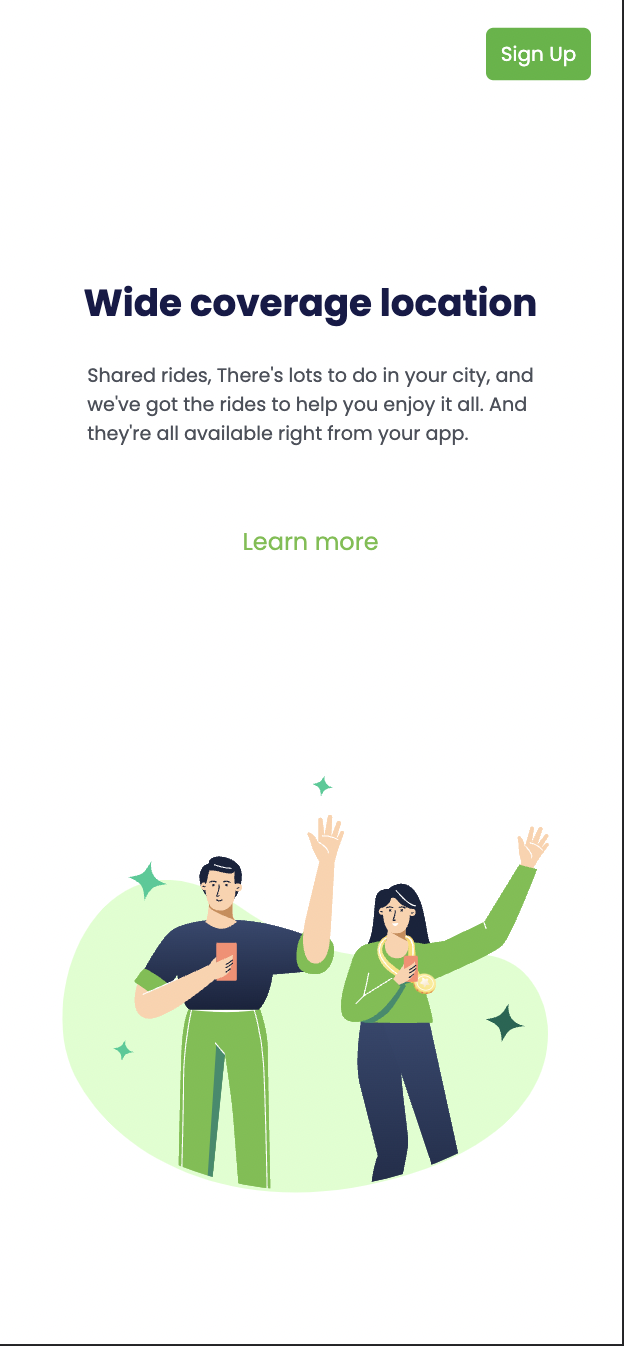 Sign Up
Wide coverage location
Shared rides, There's lots to do in your city, and
we've got the rides to help you enjoy it all. And
they're all available right from your app.
Learn more